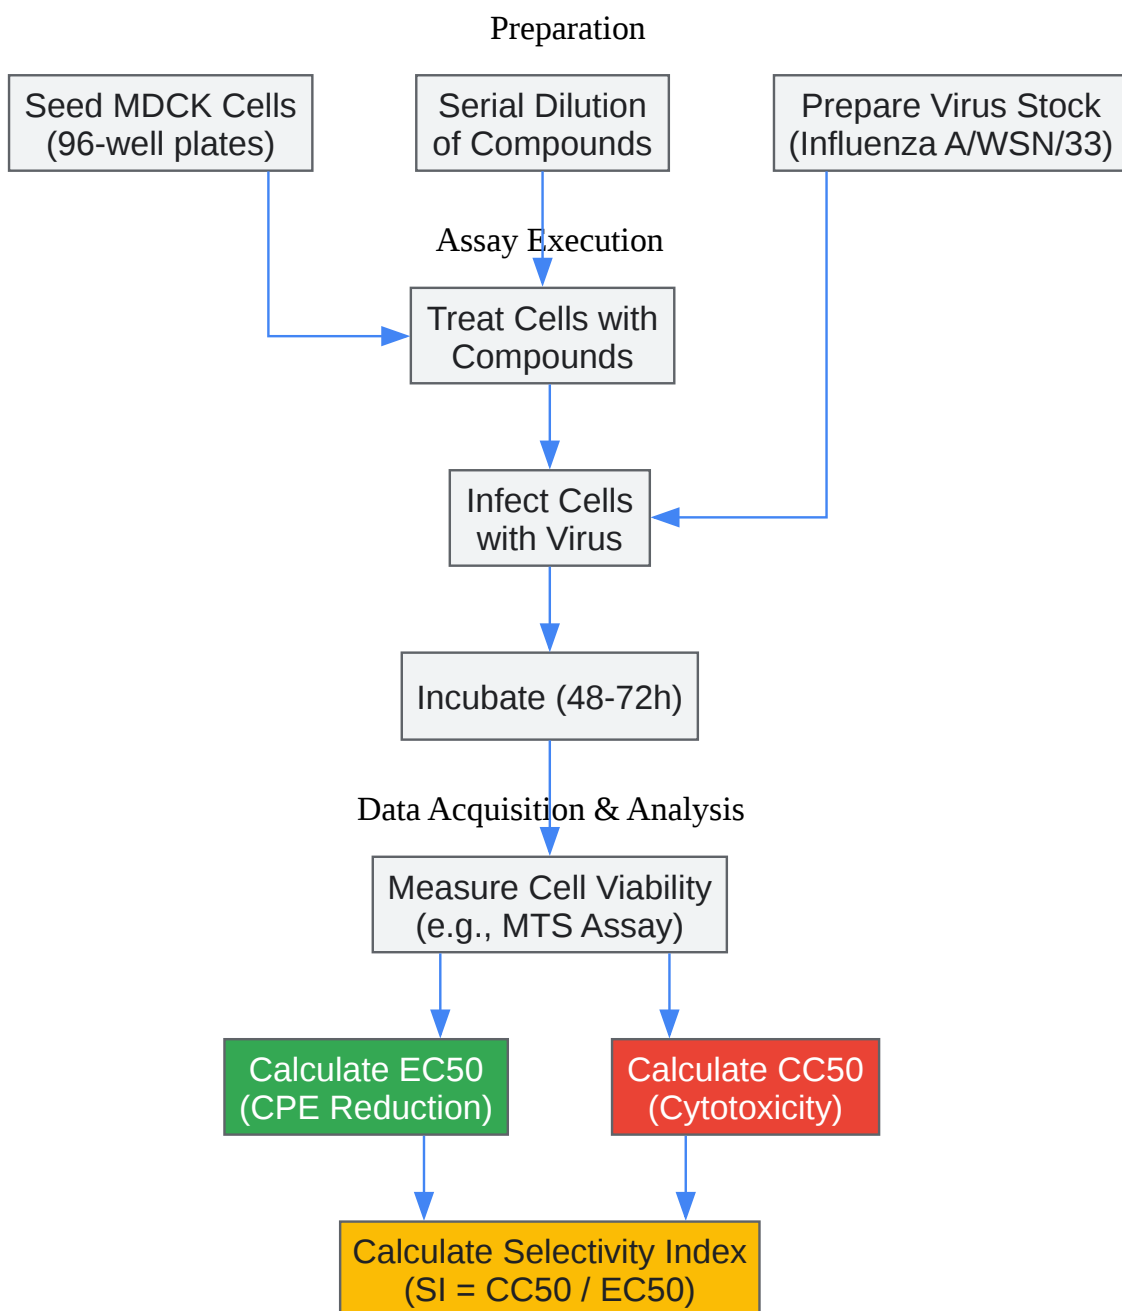 Preparation
Seed MDCK Cells
(96-well plates)
Serial Dilution
of Compounds
Prepare Virus Stock
(Influenza A/WSN/33)
Assay Execution
Treat Cells with
Compounds
Infect Cells
with Virus
Incubate (48-72h)
Data Acquisition & Analysis
Measure Cell Viability
(e.g., MTS Assay)
Calculate EC50
(CPE Reduction)
Calculate CC50
(Cytotoxicity)
Calculate Selectivity Index
(SI = CC50 / EC50)